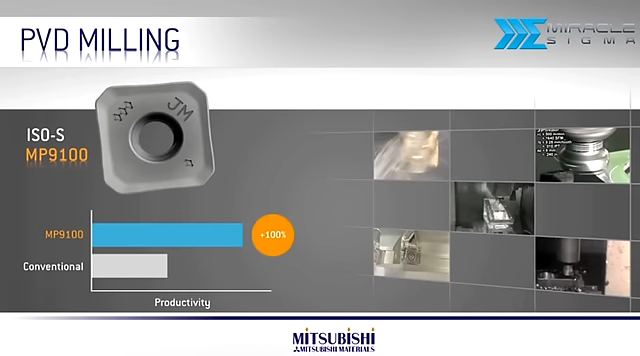 PVD MILLING
MIRACLE
SIGMA
JM
ISO-S
MP9100
MP9100
+100%
Conventional
Productivity
MITSUBISHI
MITSUBISHI MATERIALS